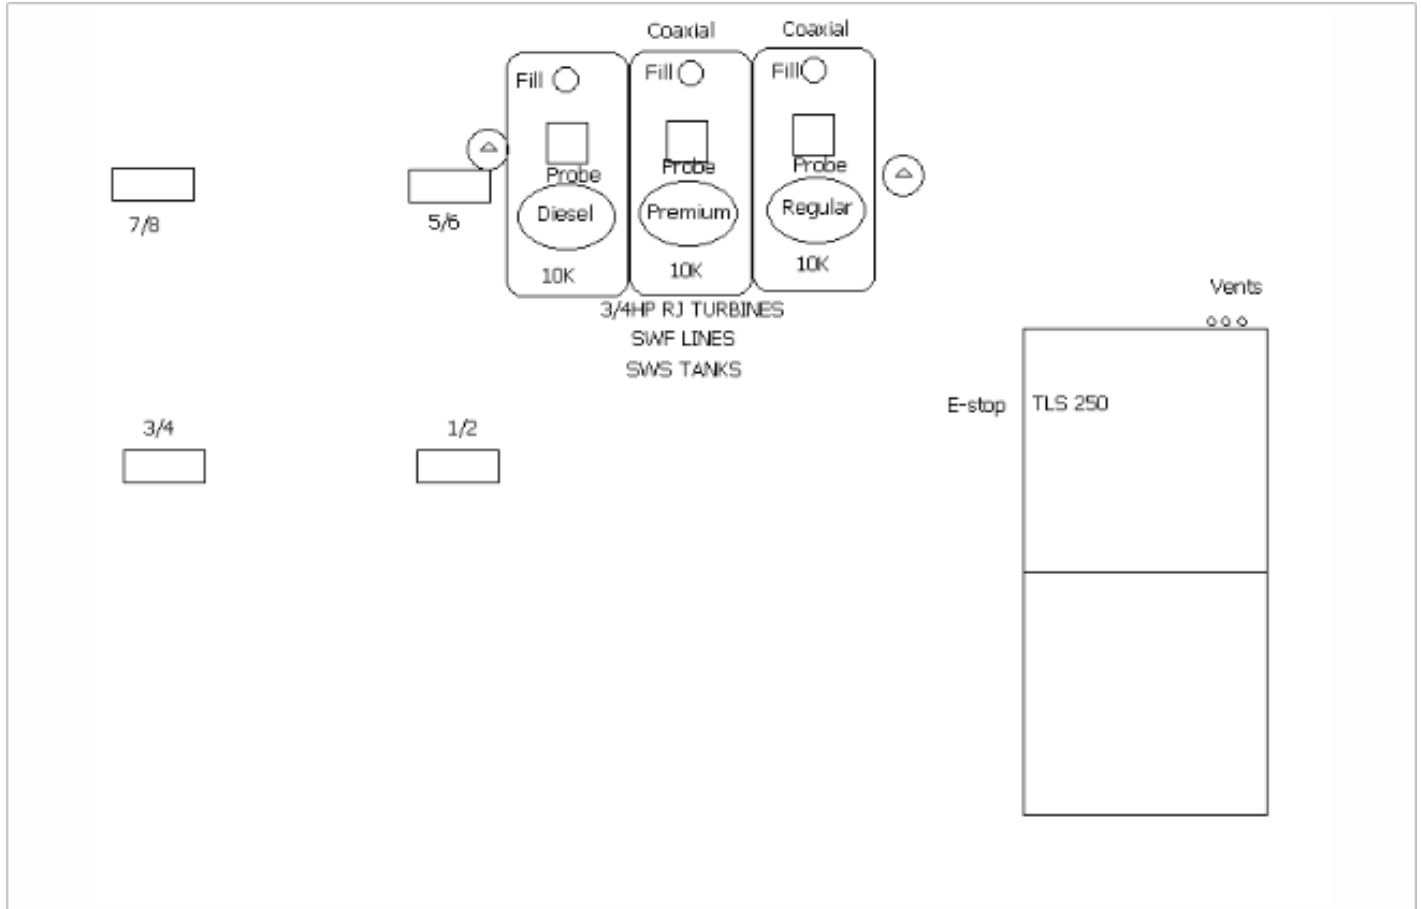 Coaxial
Coaxial
Fill
Fill
Fill
Probe
Probe
Probe
Diesel
Premium
Regular
10K
10K
10K
7/8
5/6
3/4HP RJ TURBINES
SWF LINES
SWS TANKS
Vents
E-stop
TLS 250
3/4
1/2